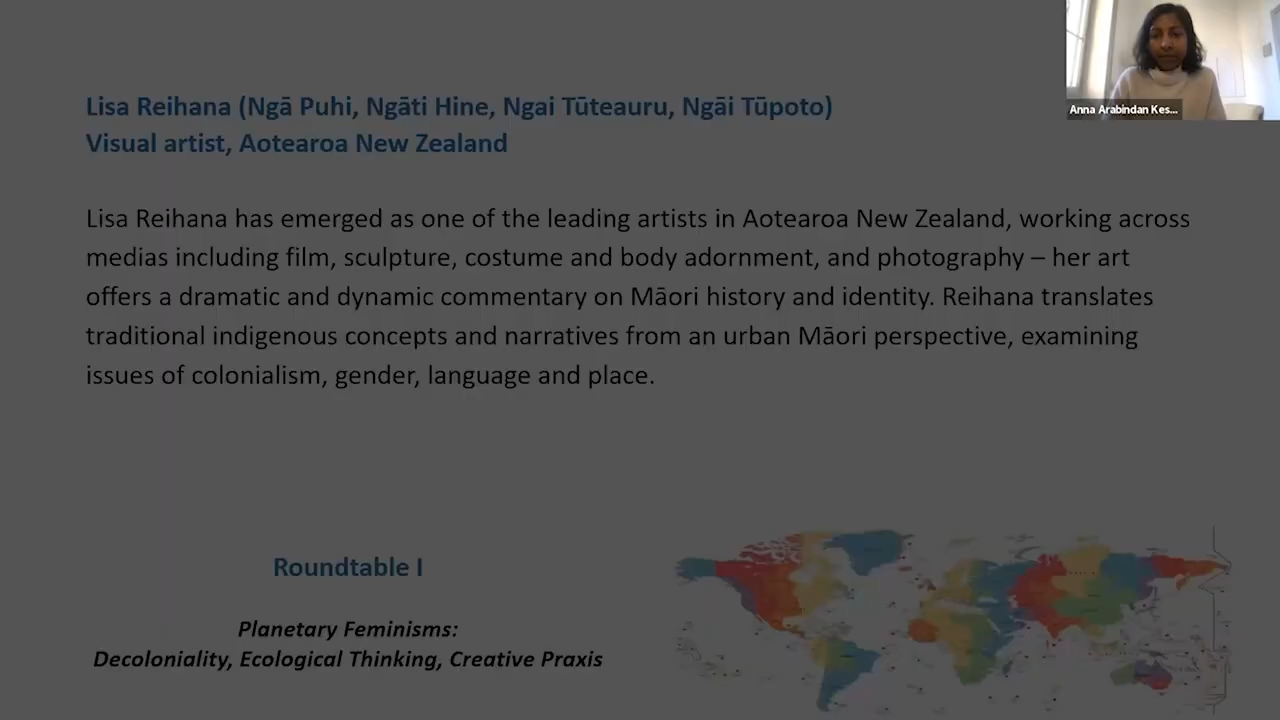 Lisa Reihana (Ngā Puhi, Ngāti Hine, Ngai Tūteauru, Ngāi Tūpoto)
Visual artist, Aotearoa New Zealand
Lisa Reihana has emerged as one of the leading artists in Aotearoa New Zealand, working across
medias including film, sculpture, costume and body adornment, and photography – her art
offers a dramatic and dynamic commentary on Māori history and identity. Reihana translates
traditional indigenous concepts and narratives from an urban Māori perspective, examining
issues of colonialism, gender, language and place.
Roundtable I
Planetary Feminisms:
Decoloniality, Ecological Thinking, Creative Praxis
Anna Arabindan Kes...